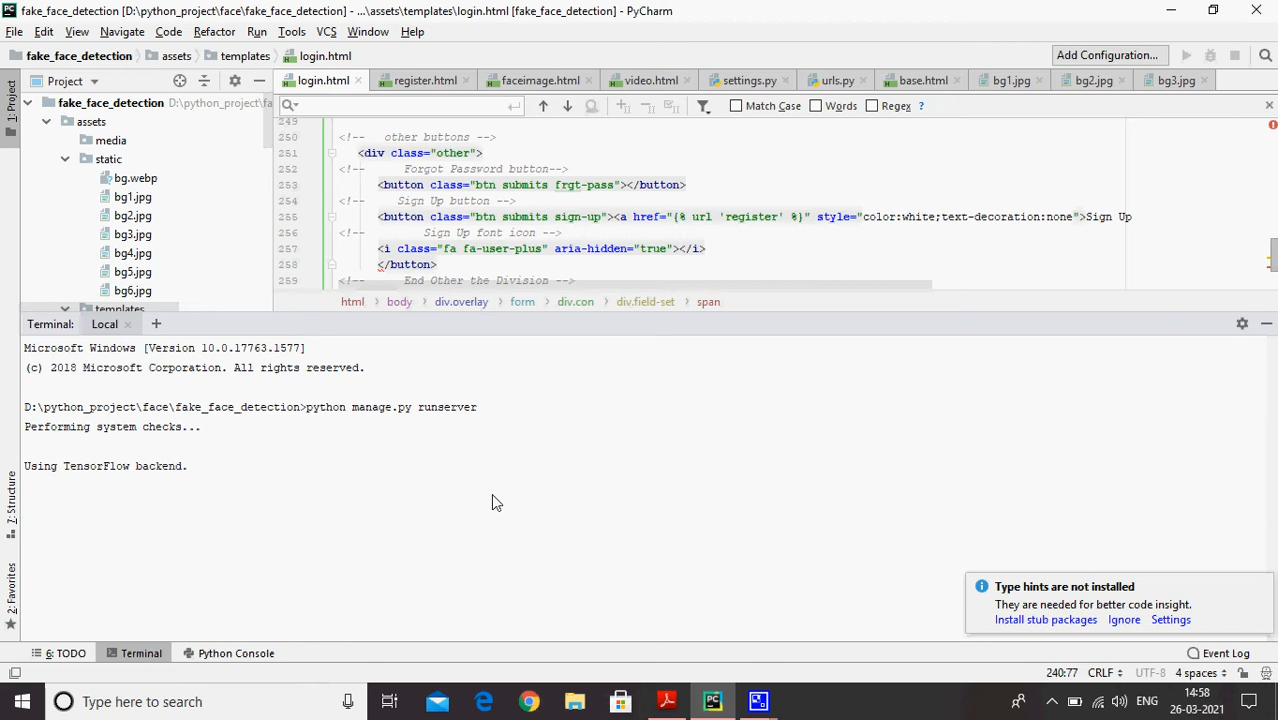 fake_face_detection [D:\python_project\face\fake_face_detection] - ...\assets\templates\login.html [fake_face_detection] - PyCharm
File Edit View Navigate Code Refactor Run Tools VCS Window Help
fake_face_detection assets templates login.html Add Configuration...
1: Project
Project
login.html register.html faceimage.html video.html settings.py urls.py base.html bg1.jpg bg2.jpg bg3.jpg
fake_face_detection D:\python_project\fa
assets
media
static
bg.webp
bg1.jpg
bg2.jpg
bg3.jpg
bg4.jpg
bg5.jpg
bg6.jpg
templates
Match Case Words Regex ?
249
250 <!-- other buttons -->
251 <div class="other">
252 <!-- Forgot Password button-->
253 <button class="btn submits frgt-pass"></button>
254 <!-- Sign Up button -->
255 <button class="btn submits sign-up"><a href="{% url 'register' %}" style="color:white;text-decoration:none">Sign Up
256 <!-- Sign Up font icon -->
257 <i class="fa fa-user-plus" aria-hidden="true"></i>
258 </button>
259 <!-- End Other the Division -->
html body div.overlay form div.con div.field-set span
Terminal: Local +
Microsoft Windows [Version 10.0.17763.1577]
(c) 2018 Microsoft Corporation. All rights reserved.
D:\python_project\face\fake_face_detection>python manage.py runserver
Performing system checks...
Using TensorFlow backend.
7: Structure
2: Favorites
Type hints are not installed
They are needed for better code insight.
Install stub packages Ignore Settings
6: TODO Terminal Python Console Event Log
240:77 CRLF UTF-8 4 spaces
Type here to search
ENG
14:58
26-03-2021